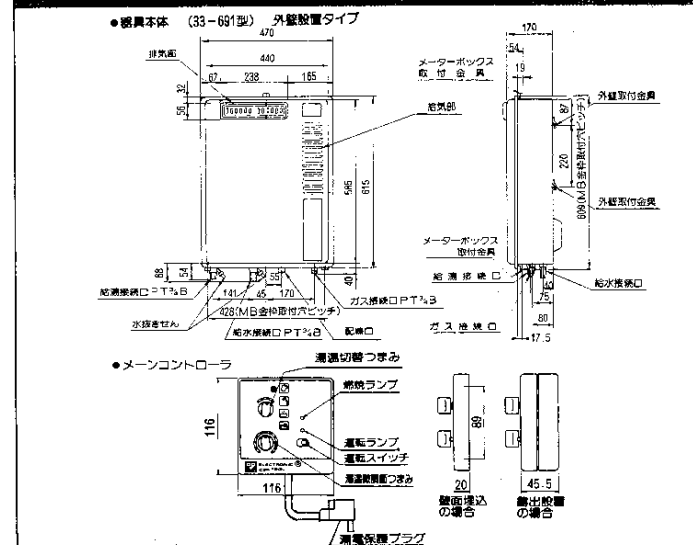 ●器具本体 (33-691型) 外壁設置タイプ
470
440
67 238 165
排気部
32
56
給気部
585
615
68
54
55
40
141 45 170
428(MB金枠取付穴ピッチ)
給湯接続口PT¾B
水抜きせん
給水接続口PT¾B
配線口
ガス接続口PT¾B
170
54
19
メーターボックス
取付金具
外壁取付金具
220
609(MB金枠取付穴ピッチ)
外壁取付金具
メーターボックス
取付金具
給湯接続口
給水接続口
75
80
ガス接続口
17.5
●メーンコントローラ
湯温切替つまみ
燃焼ランプ
運転ランプ
運転スイッチ
湯温微調節つまみ
ELECTRONIC
CONTROL
116
116
漏電保護プラグ
89
20
壁面埋込
の場合
45.5
露出設置
の場合